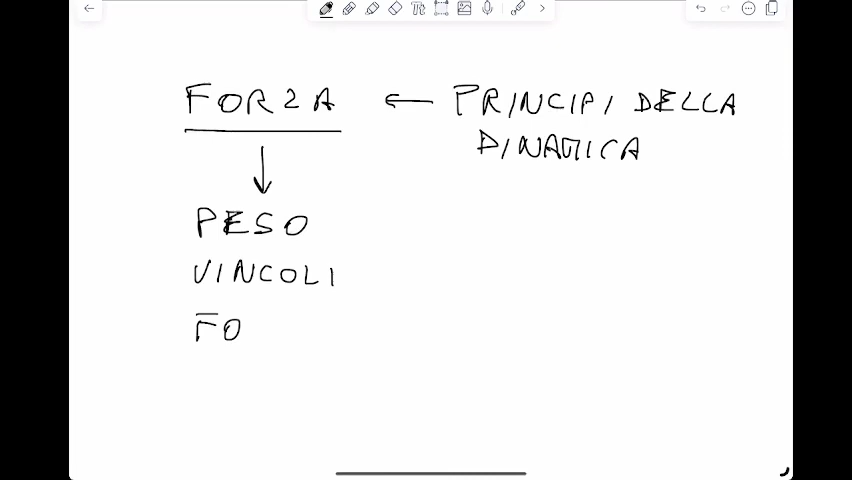 FORZA ← PRINCIPI DELLA
DINAMICA
PESO
VINCOLI
FO